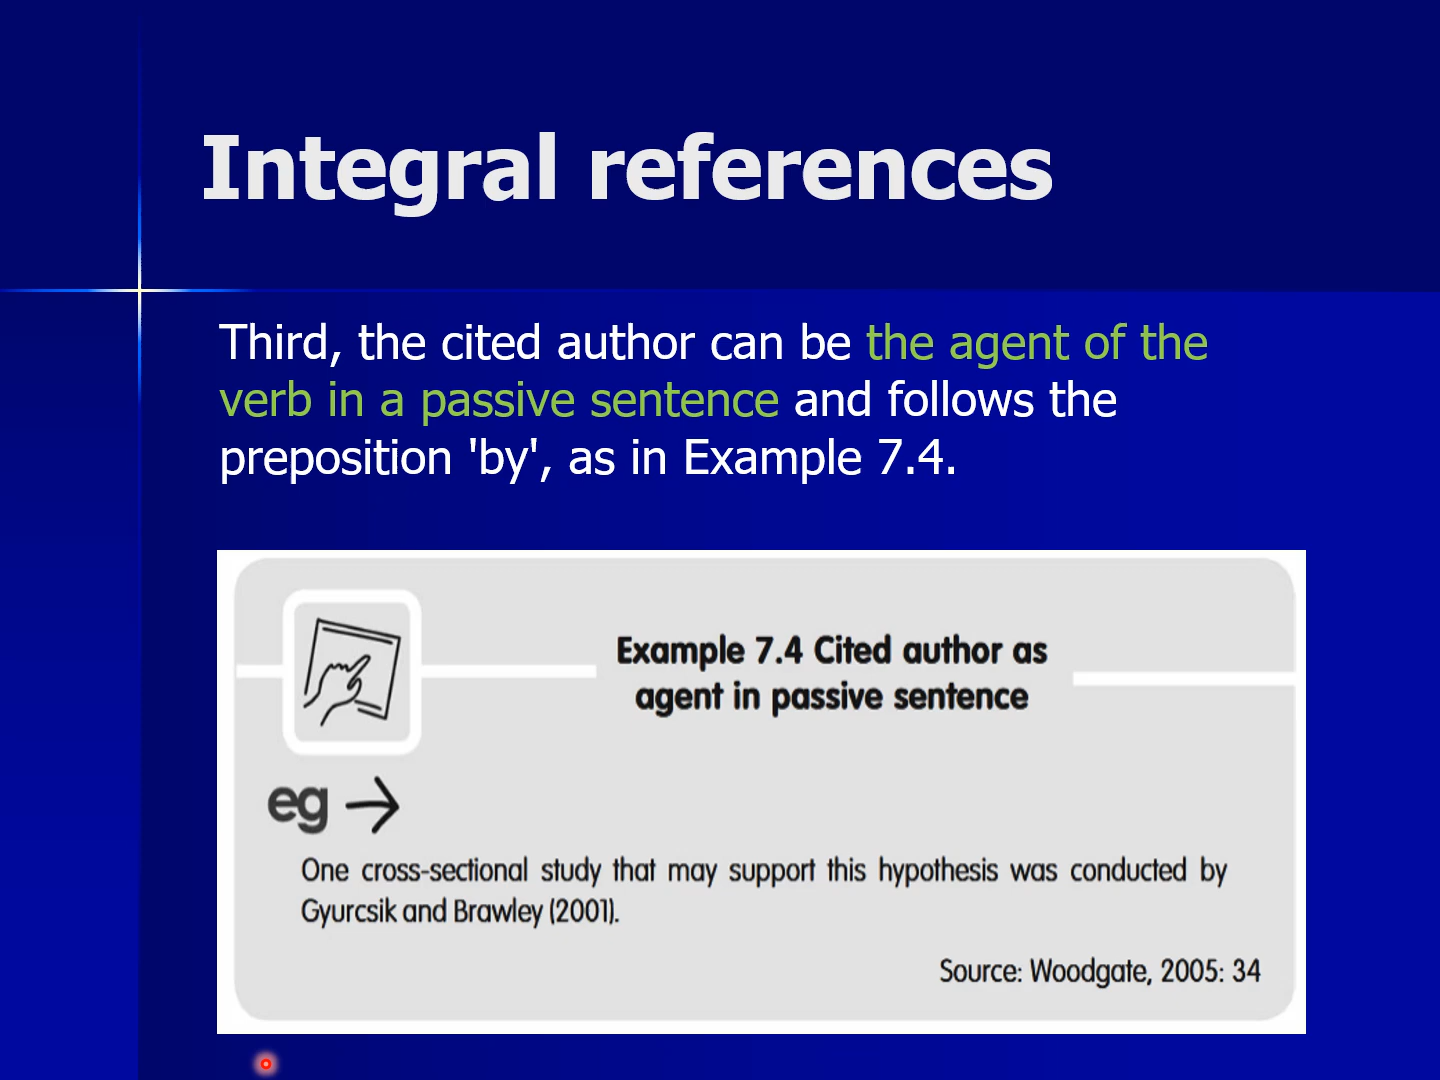 Integral references
Third, the cited author can be the agent of the
verb in a passive sentence and follows the
preposition 'by', as in Example 7.4.
Example 7.4 Cited author as
agent in passive sentence
eg
One cross-sectional study that may support this hypothesis was conducted by
Gyurcsik and Brawley (2001).
Source: Woodgate, 2005: 34